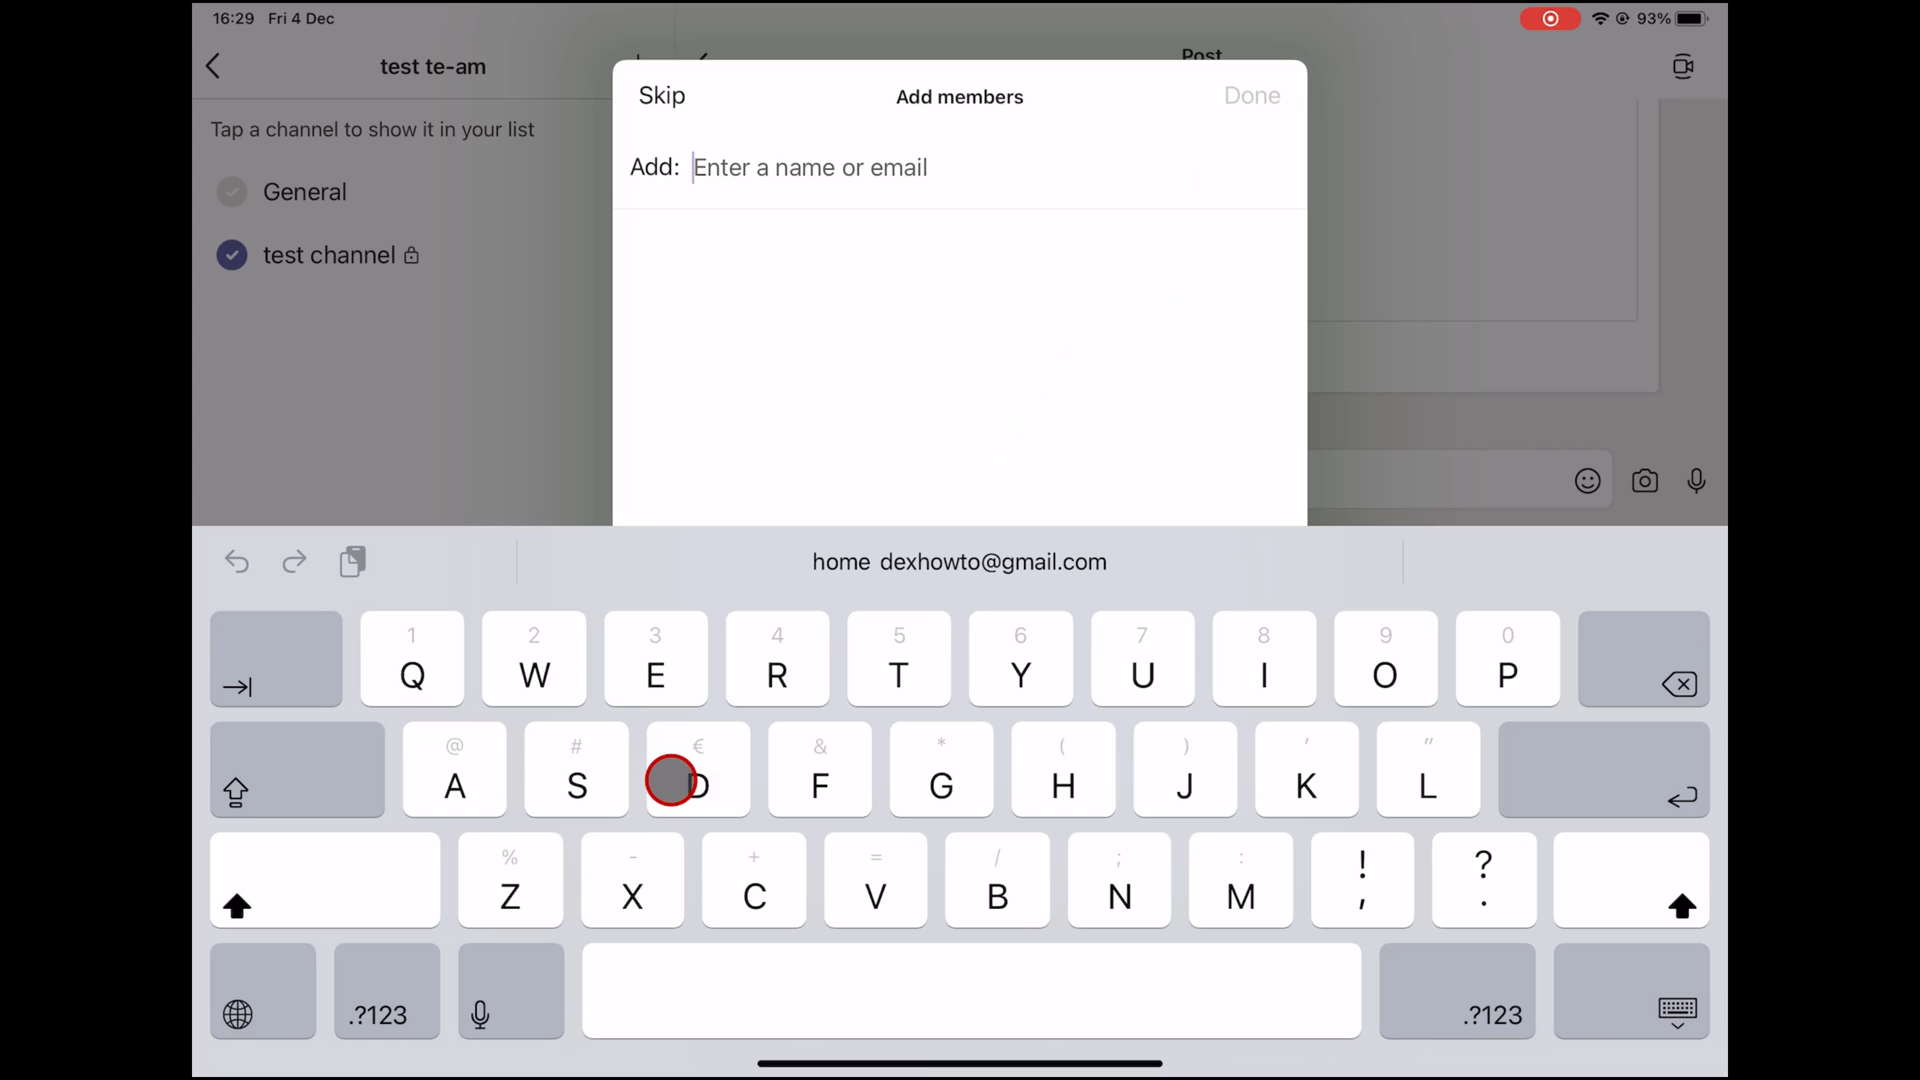 16:29 Fri 4 Dec
93%
test te-am
Post
Skip
Add members
Done
Tap a channel to show it in your list
Add: Enter a name or email
General
test channel
home dexhowto@gmail.com
1 2 3 4 5 6 7 8 9 0
Q W E R T Y U I O P
@ # € & * ( ) ' "
A S D F G H J K L
% - + = / ; : ! ?
Z X C V B N M , .
.?123 .?123